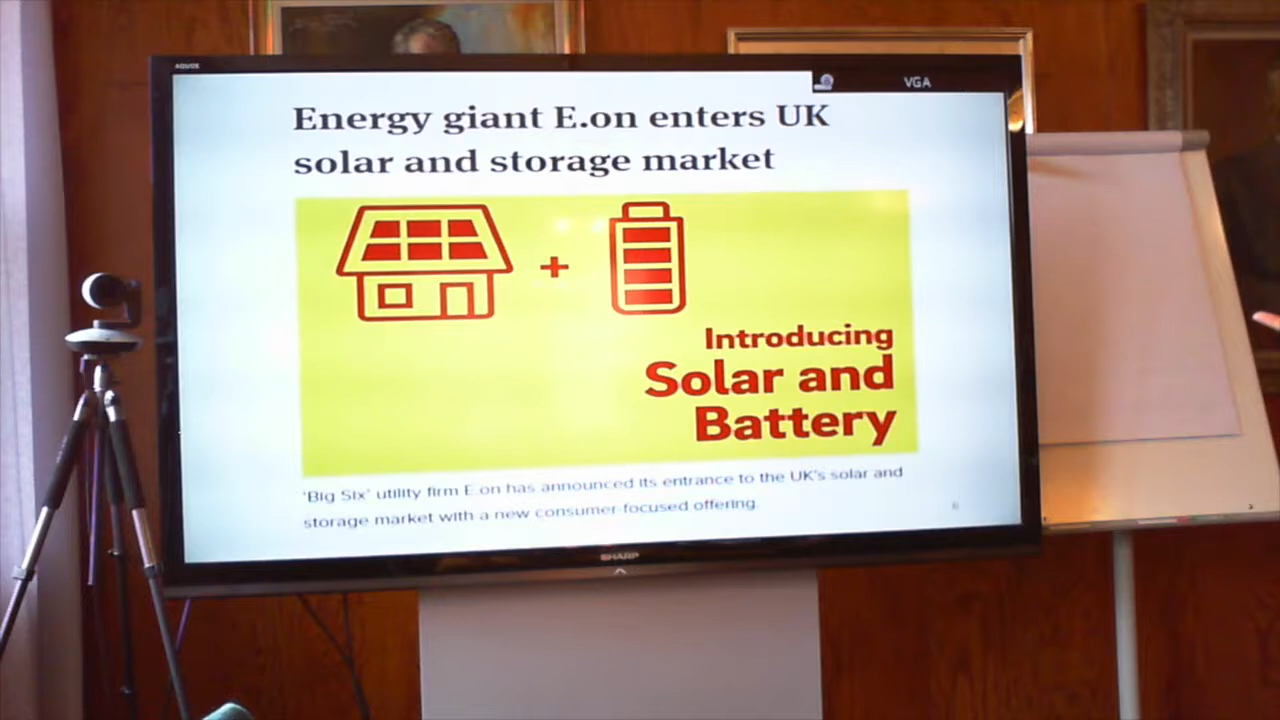 AQUOS
VGA
Energy giant E.on enters UK
solar and storage market
Introducing
Solar and
Battery
'Big Six' utility firm E.on has announced its entrance to the UK's solar and
storage market with a new consumer-focused offering.
SHARP